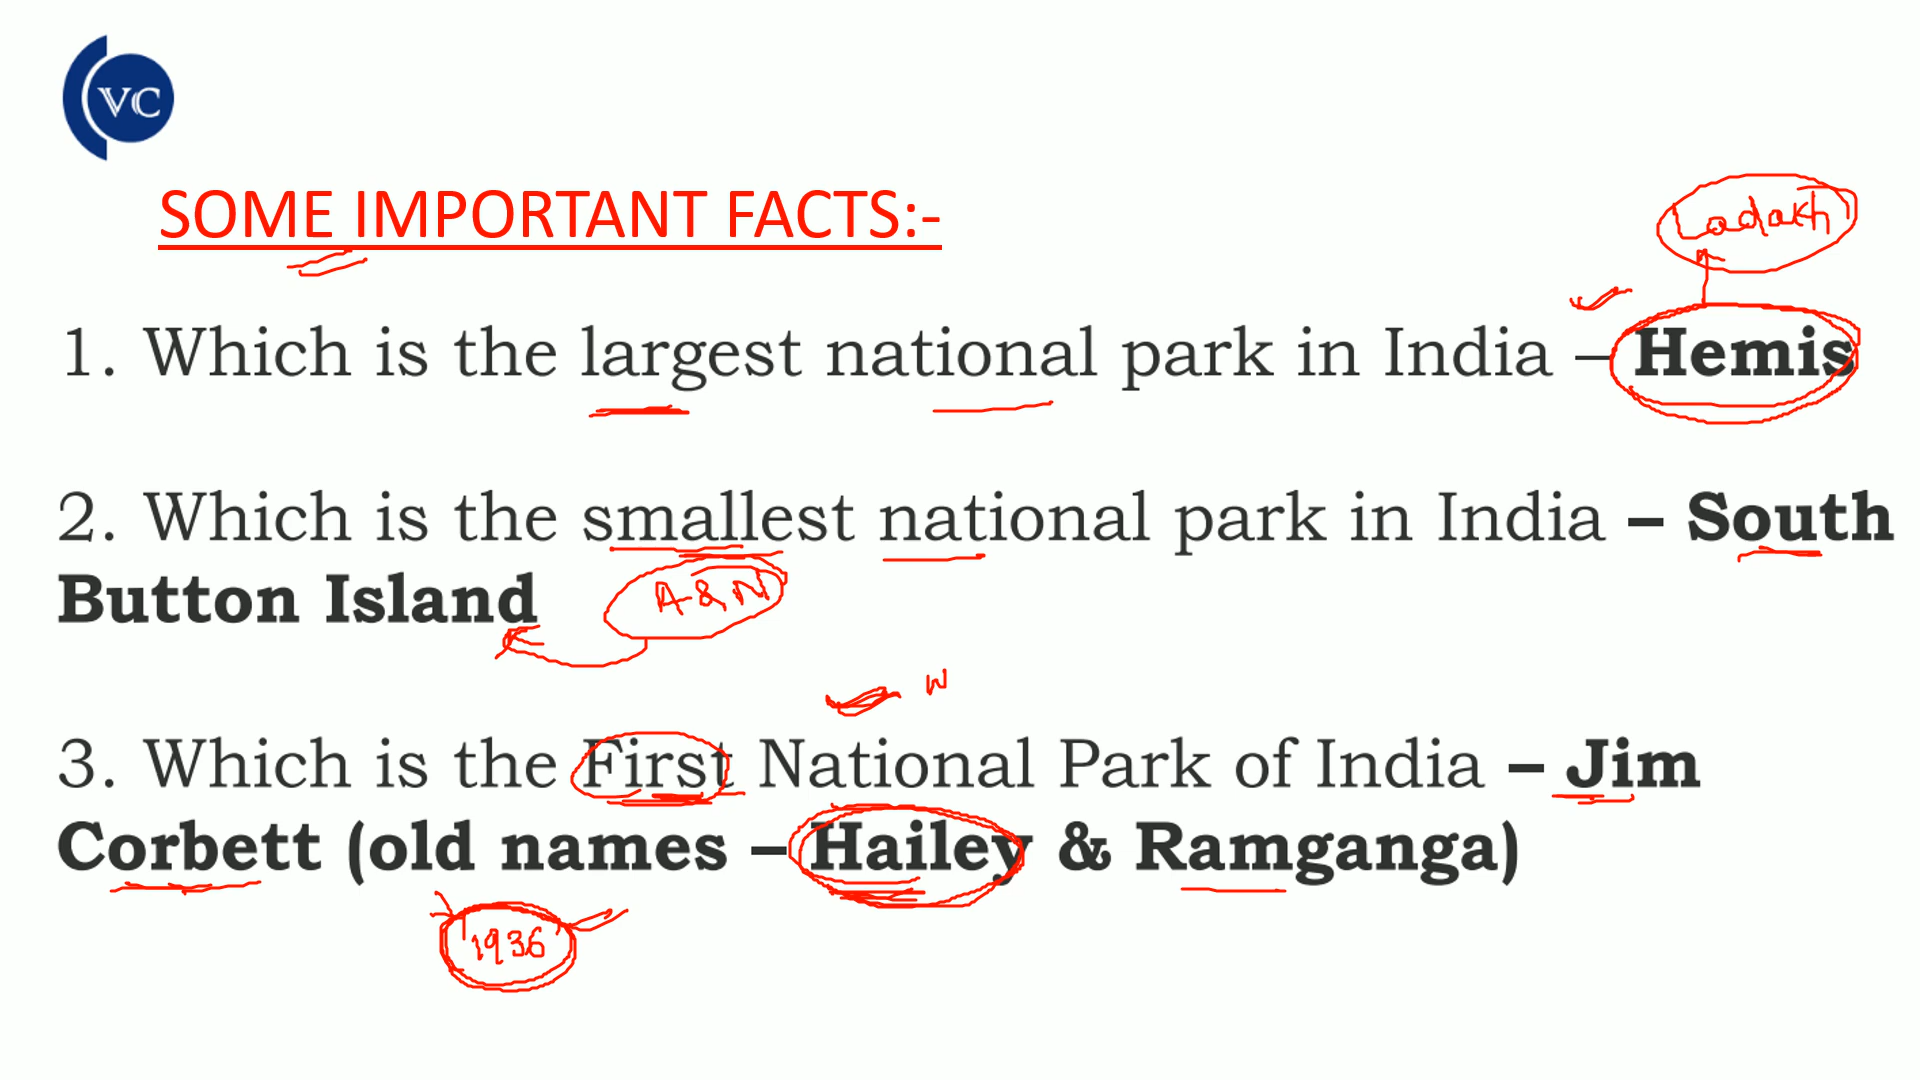 VC
SOME IMPORTANT FACTS:-
Ladakh
1. Which is the largest national park in India – Hemis
2. Which is the smallest national park in India – South
Button Island
A&N
3. Which is the First National Park of India – Jim
Corbett (old names – Hailey & Ramganga)
1936